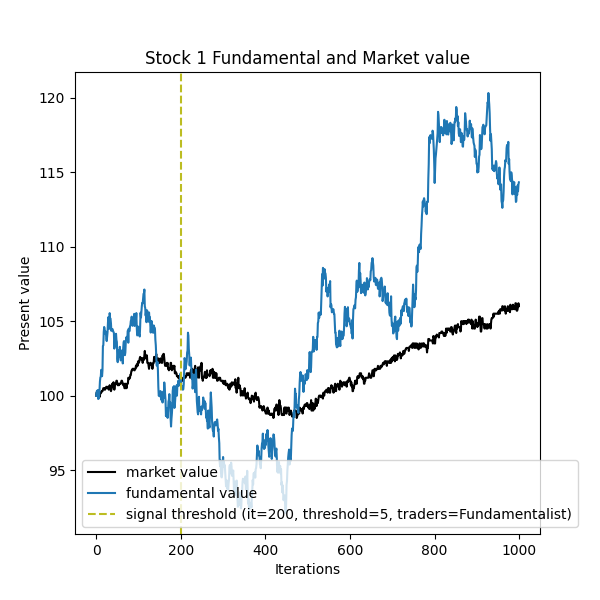 Stock 1 Fundamental and Market value
Present value
120
115
110
105
100
95
market value
fundamental value
signal threshold (it=200, threshold=5, traders=Fundamentalist)
0
200
400
600
800
1000
Iterations